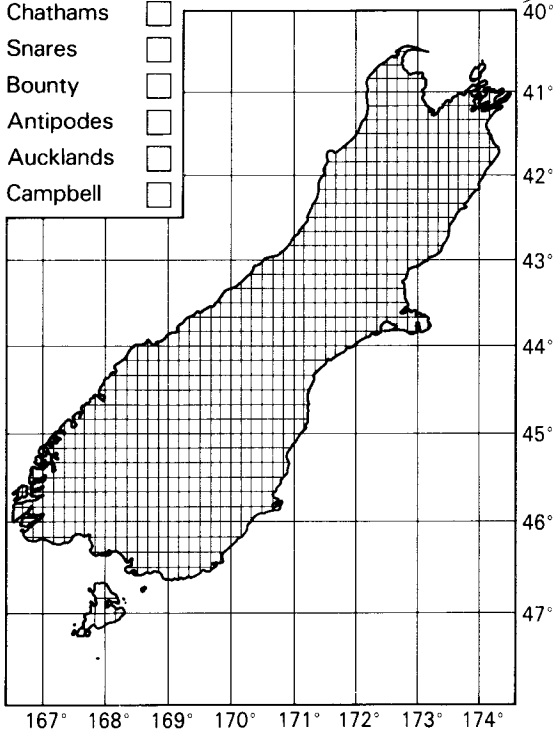 Chathams
Snares
Bounty
Antipodes
Aucklands
Campbell
40°
41°
42°
43°
44°
45°
46°
47°
167° 168° 169° 170° 171° 172° 173° 174°